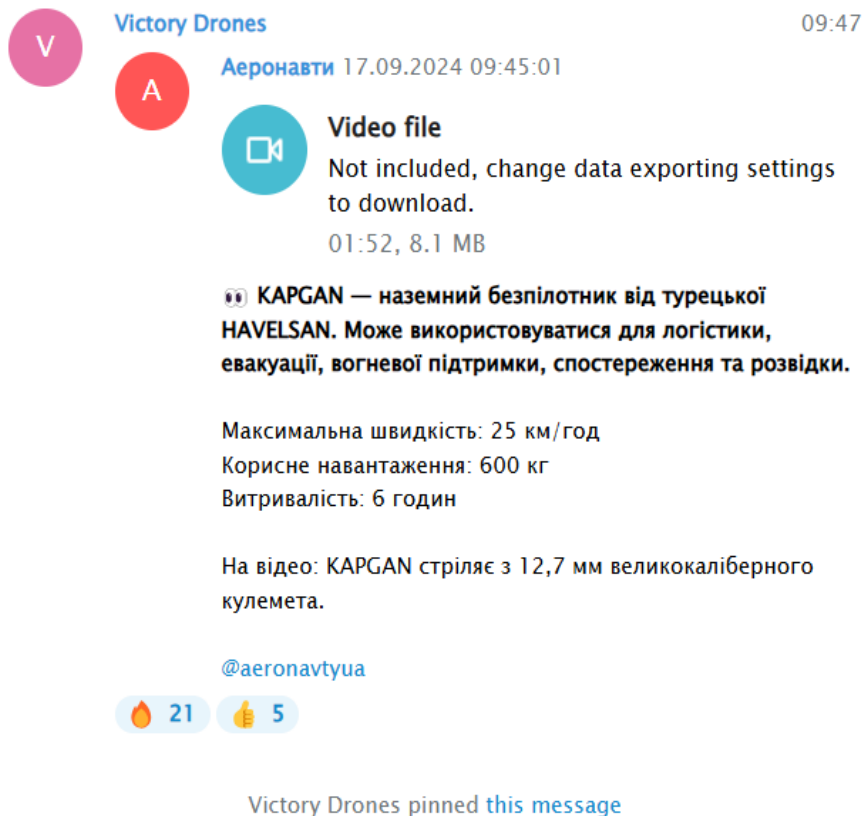 V
Victory Drones
09:47
A
Аеронавти 17.09.2024 09:45:01
Video file
Not included, change data exporting settings
to download.
01:52, 8.1 MB
👀 KAPGAN — наземний безпілотник від турецької
HAVELSAN. Може використовуватися для логістики,
евакуації, вогневої підтримки, спостереження та розвідки.
Максимальна швидкість: 25 км/год
Корисне навантаження: 600 кг
Витривалість: 6 годин
На відео: KAPGAN стріляє з 12,7 мм великокаліберного
кулемета.
@aeronavtyua
🔥 21 👍 5
Victory Drones pinned this message